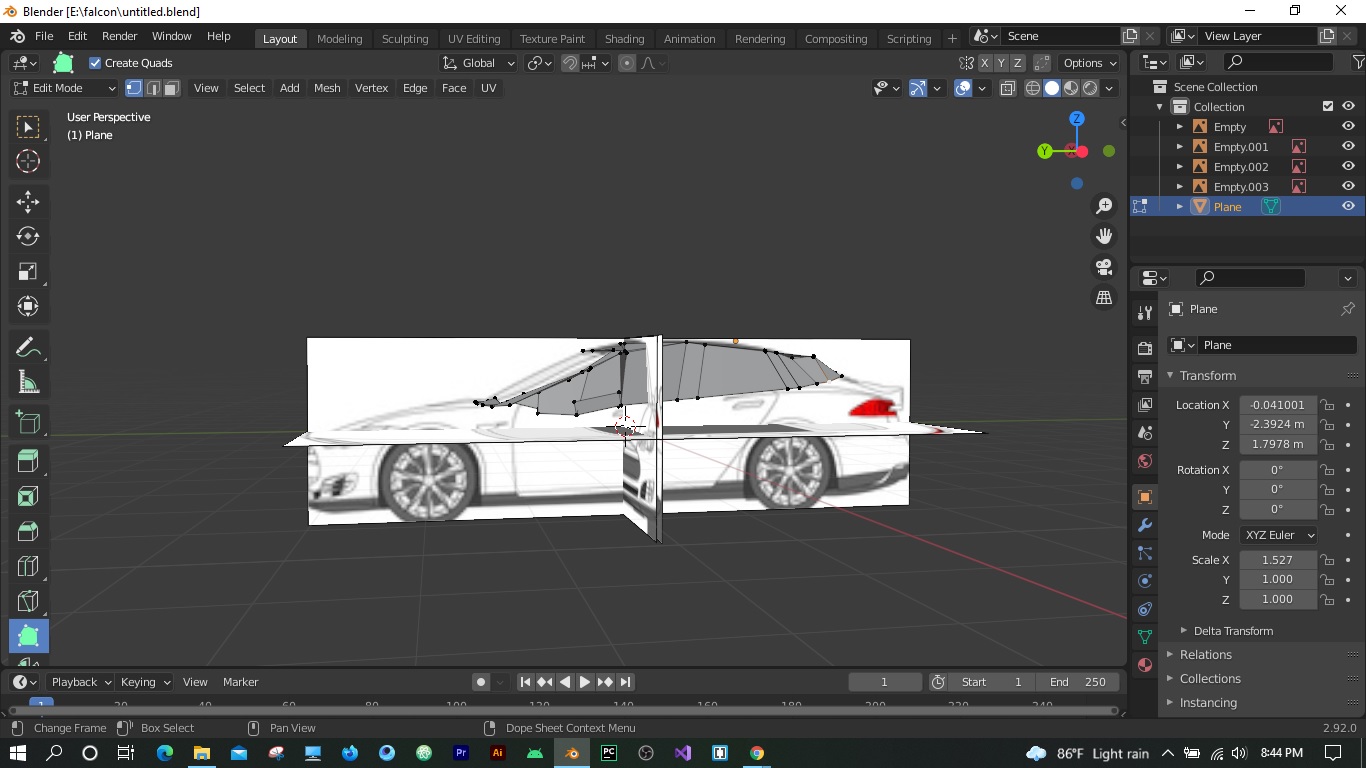 Blender [E:\falcon\untitled.blend]
File Edit Render Window Help Layout Modeling Sculpting UV Editing Texture Paint Shading Animation Rendering Compositing Scripting + Scene View Layer
Create Quads Global X Y Z Options
Edit Mode View Select Add Mesh Vertex Edge Face UV
User Perspective
(1) Plane
Z
Y
Scene Collection
Collection
Empty
Empty.001
Empty.002
Empty.003
Plane
Plane
Plane
Transform
Location X -0.041001
Y -2.3924 m
Z 1.7978 m
Rotation X 0°
Y 0°
Z 0°
Mode XYZ Euler
Scale X 1.527
Y 1.000
Z 1.000
Delta Transform
Relations
Collections
Instancing
Playback Keying View Marker 1 Start 1 End 250
1 20 40 60 80 100 120 140 160 180 200 220 240
Change Frame Box Select Pan View Dope Sheet Context Menu 2.92.0
Pr Ai PC 86°F Light rain 8:44 PM